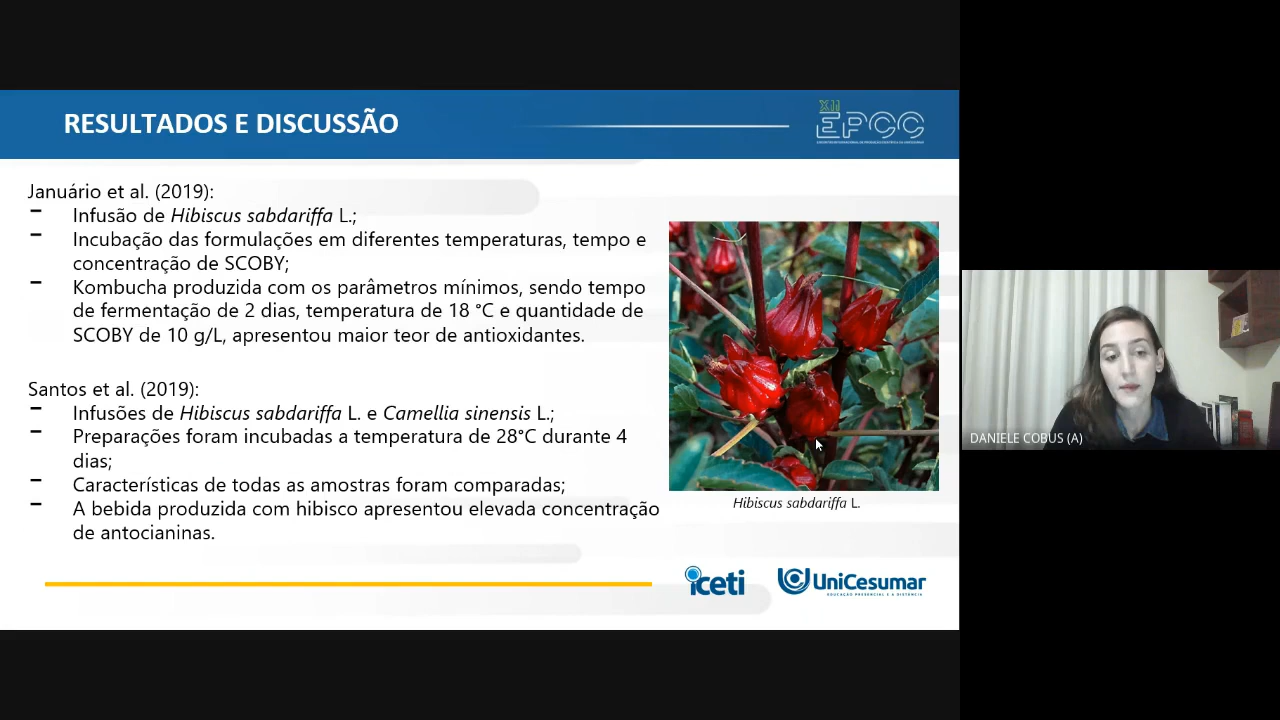 RESULTADOS E DISCUSSÃO
XII
EPCC
Januário et al. (2019):
- Infusão de Hibiscus sabdariffa L.;
- Incubação das formulações em diferentes temperaturas, tempo e
concentração de SCOBY;
- Kombucha produzida com os parâmetros mínimos, sendo tempo
de fermentação de 2 dias, temperatura de 18 °C e quantidade de
SCOBY de 10 g/L, apresentou maior teor de antioxidantes.
Santos et al. (2019):
- Infusões de Hibiscus sabdariffa L. e Camellia sinensis L.;
- Preparações foram incubadas a temperatura de 28°C durante 4
dias;
- Características de todas as amostras foram comparadas;
- A bebida produzida com hibisco apresentou elevada concentração
de antocianinas.
Hibiscus sabdariffa L.
iceti
UniCesumar
EDUCAÇÃO PRESENCIAL E A DISTÂNCIA
DANIELE COBUS (A)